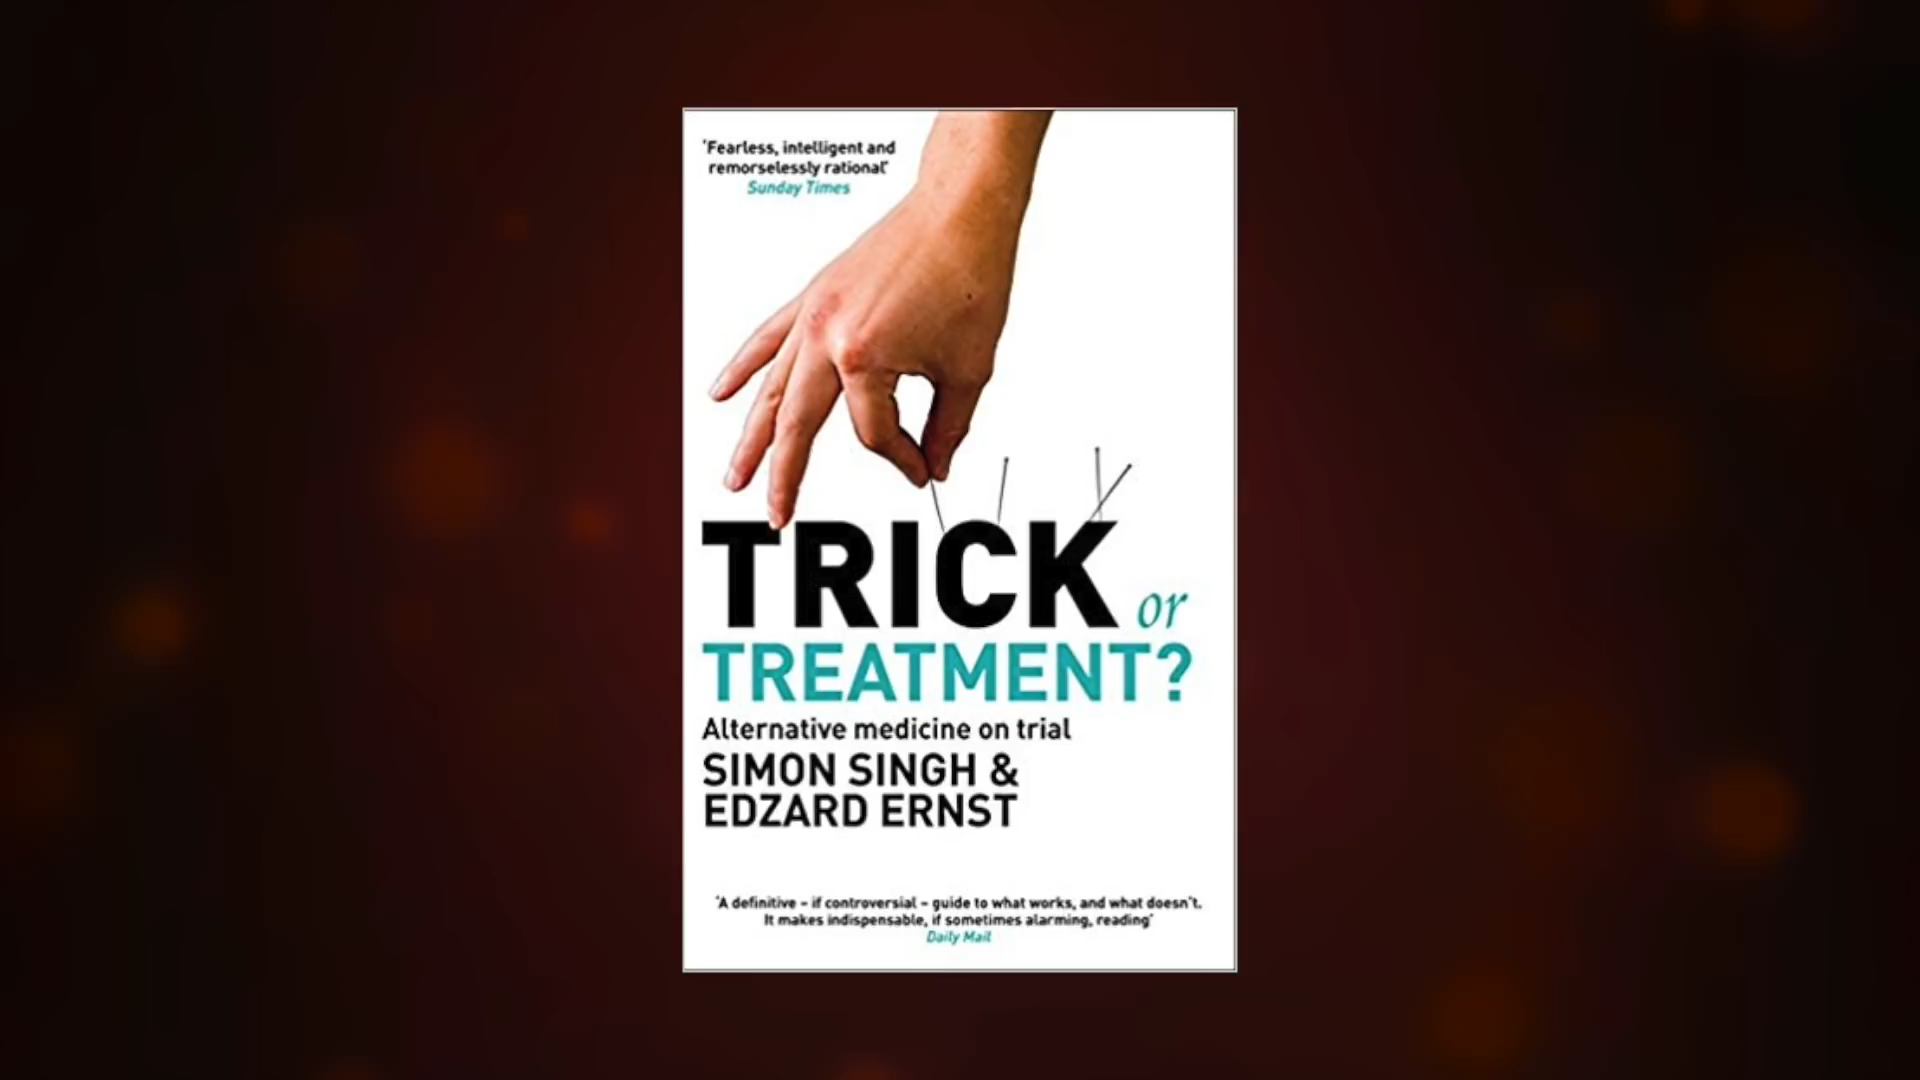 'Fearless, intelligent and
remorselessly rational'
Sunday Times
TRICK or
TREATMENT?
Alternative medicine on trial
SIMON SINGH &
EDZARD ERNST
'A definitive – if controversial – guide to what works, and what doesn't.
It makes indispensable, if sometimes alarming, reading'
Daily Mail